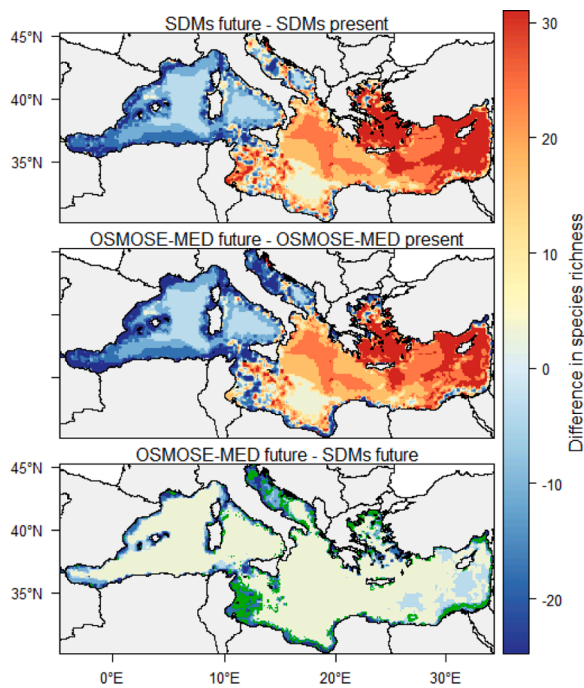 SDMs future - SDMs present
45°N
40°N
35°N
OSMOSE-MED future - OSMOSE-MED present
OSMOSE-MED future - SDMs future
45°N
40°N
35°N
0°E
10°E
20°E
30°E
30
20
10
0
-10
-20
Difference in species richness